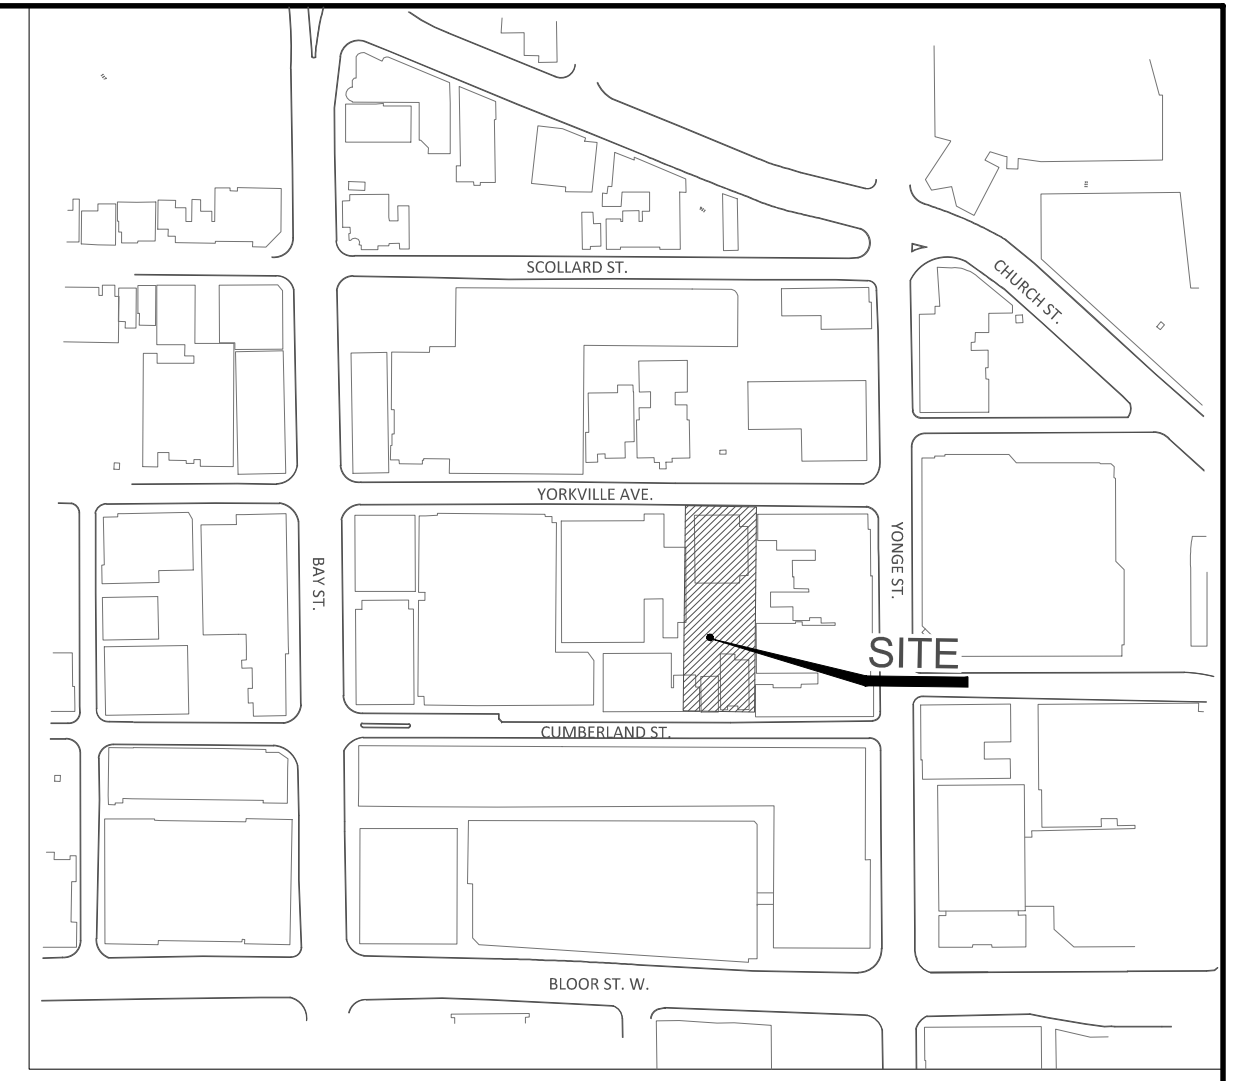 SCOLLARD ST.
CHURCH ST.
YORKVILLE AVE.
BAY ST.
YONGE ST.
SITE
CUMBERLAND ST.
BLOOR ST. W.